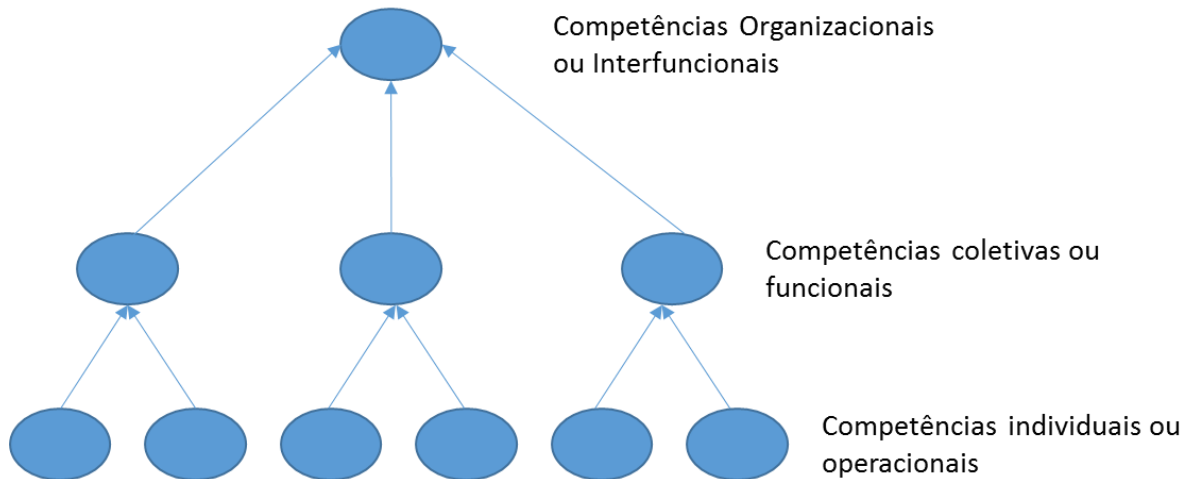 Competências Organizacionais
ou Interfuncionais
Competências coletivas ou
funcionais
Competências individuais ou
operacionais